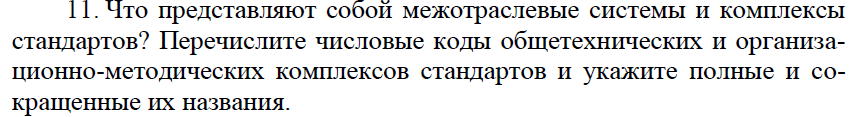 11. Что представляют собой межотраслевые системы и комплексы
стандартов? Перечислите числовые коды общетехнических и организа-
ционно-методических комплексов стандартов и укажите полные и со-
кращенные их названия.